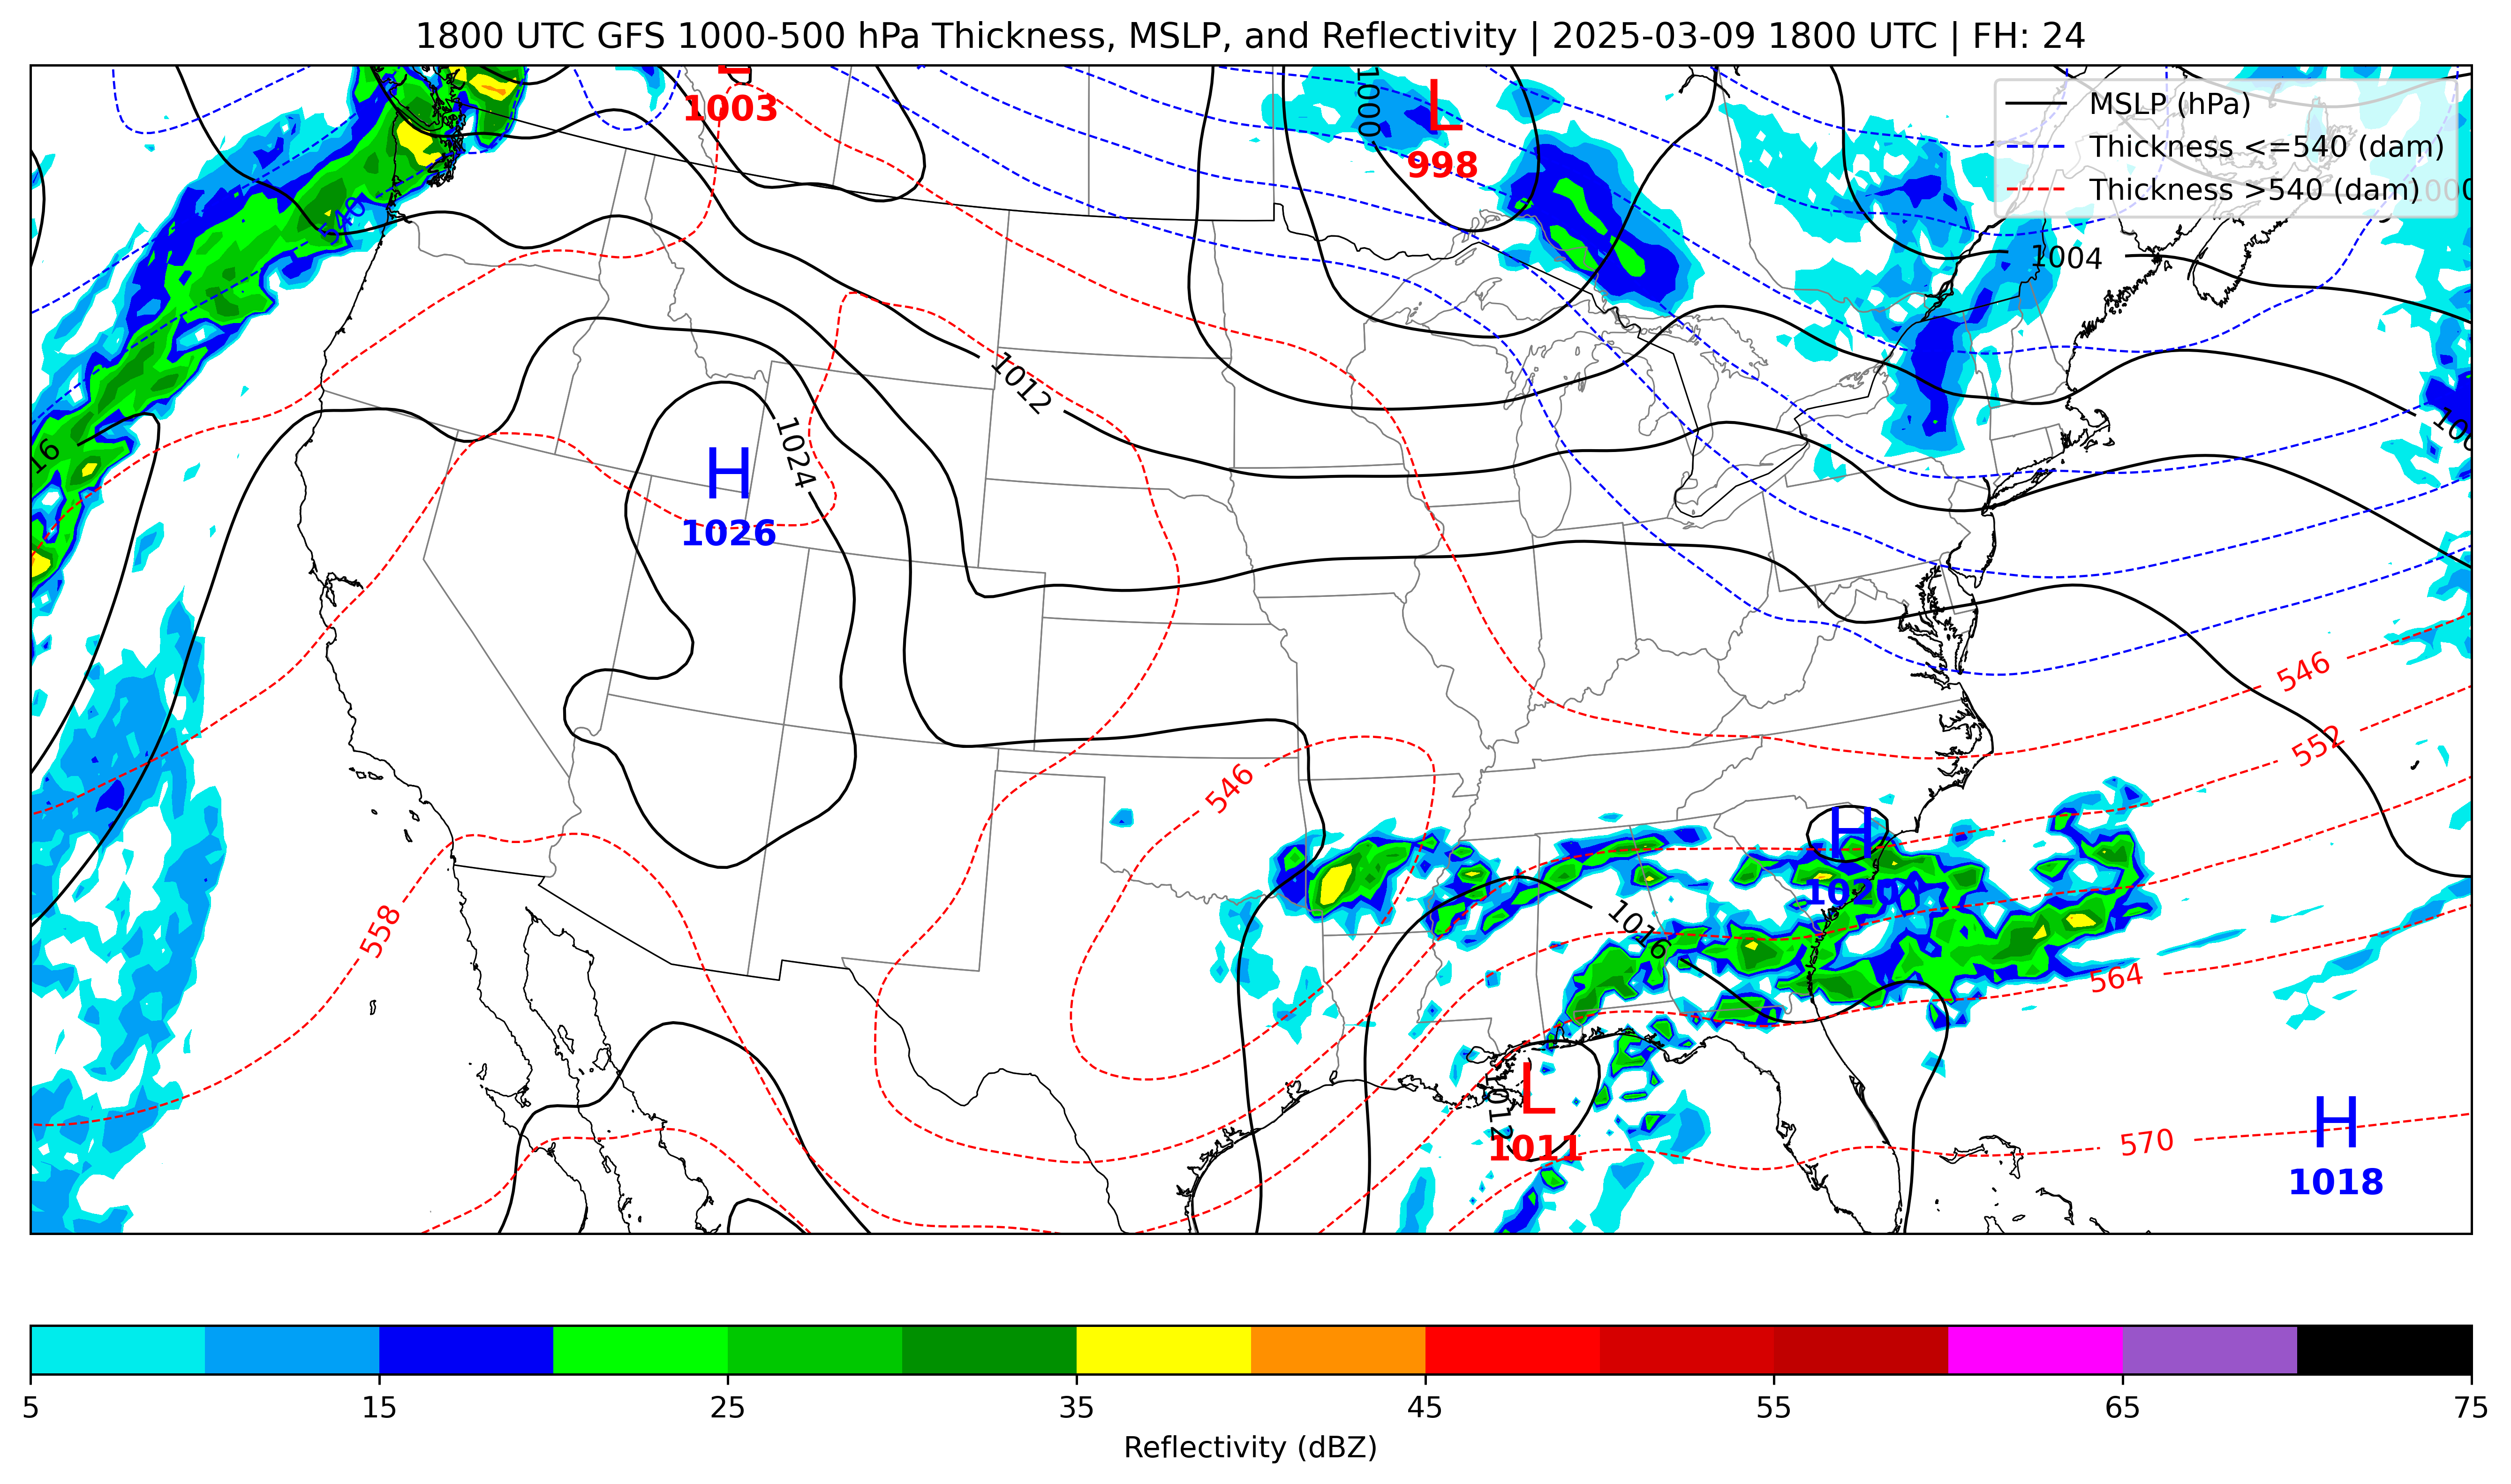 1800 UTC GFS 1000-500 hPa Thickness, MSLP, and Reflectivity | 2025-03-09 1800 UTC | FH: 24
MSLP (hPa)
Thickness <=540 (dam)
Thickness >540 (dam)
1003
1000
L
998
540
1004
1012
16
1024
H
1026
546
552
546
558
H
1020
1016
564
1012
L
1011
570
H
1018
5 15 25 35 45 55 65 75
Reflectivity (dBZ)